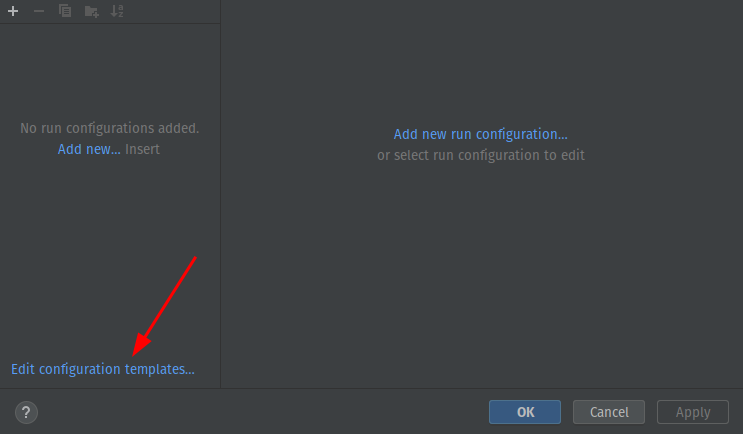 No run configurations added.
Add new... Insert
Add new run configuration...
or select run configuration to edit
Edit configuration templates...
?
OK
Cancel
Apply